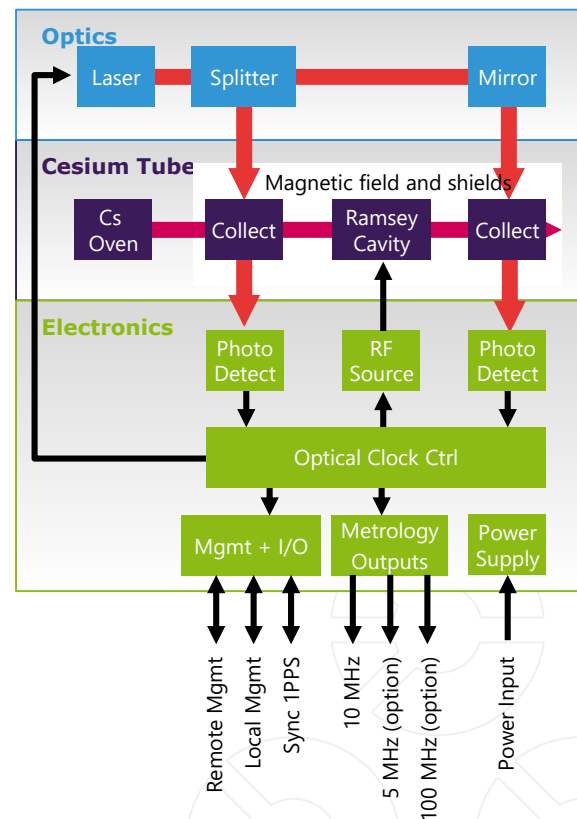 Optics
Laser
Splitter
Mirror
Cesium Tube
Magnetic field and shields
Cs
Oven
Collect
Ramsey
Cavity
Collect
Electronics
Photo
Detect
RF
Source
Photo
Detect
Optical Clock Ctrl
Mgmt + I/O
Metrology
Outputs
Power
Supply
Remote Mgmt
Local Mgmt
Sync 1PPS
10 MHz
5 MHz (option)
100 MHz (option)
Power Input